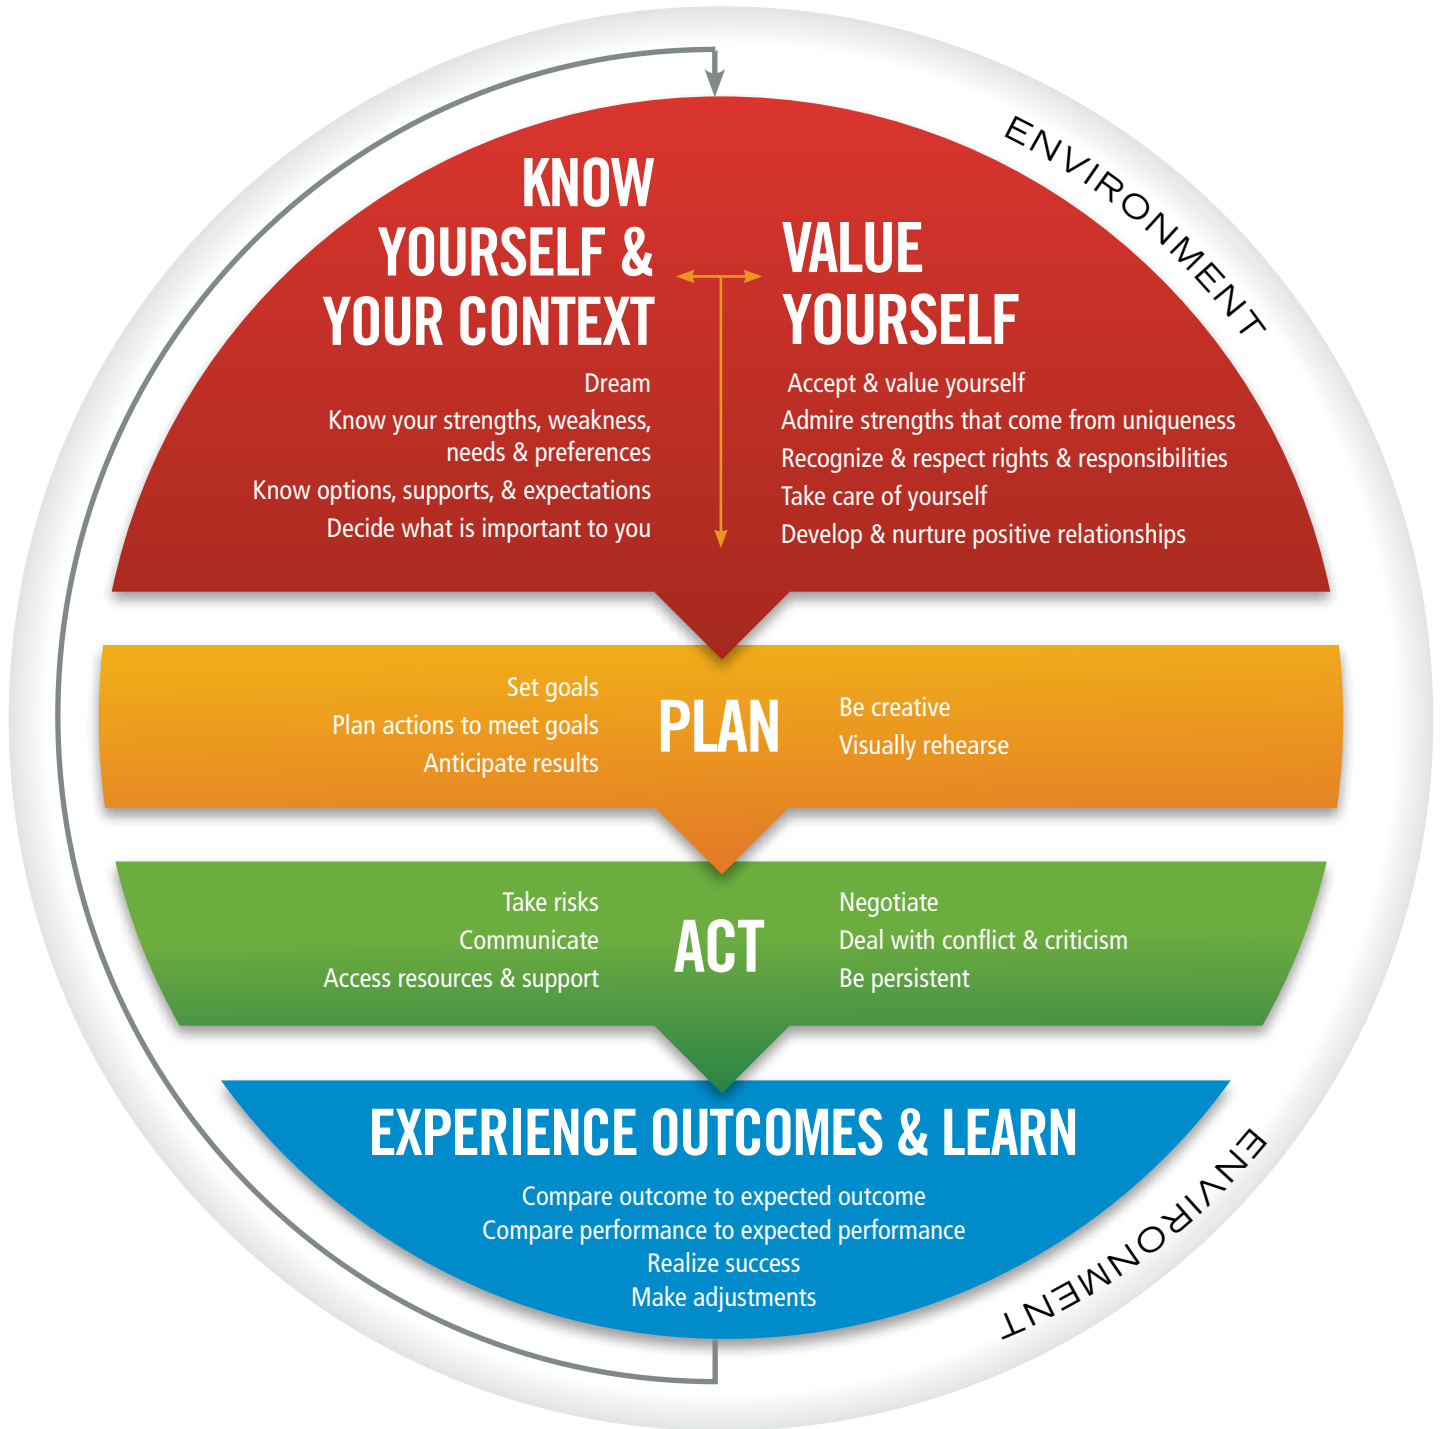 ENVIRONMENT
KNOW
YOURSELF &
YOUR CONTEXT
Dream
Know your strengths, weakness,
needs & preferences
Know options, supports, & expectations
Decide what is important to you
VALUE
YOURSELF
Accept & value yourself
Admire strengths that come from uniqueness
Recognize & respect rights & responsibilities
Take care of yourself
Develop & nurture positive relationships
Set goals
Plan actions to meet goals
Anticipate results
PLAN
Be creative
Visually rehearse
Take risks
Communicate
Access resources & support
ACT
Negotiate
Deal with conflict & criticism
Be persistent
EXPERIENCE OUTCOMES & LEARN
Compare outcome to expected outcome
Compare performance to expected performance
Realize success
Make adjustments
ENVIRONMENT